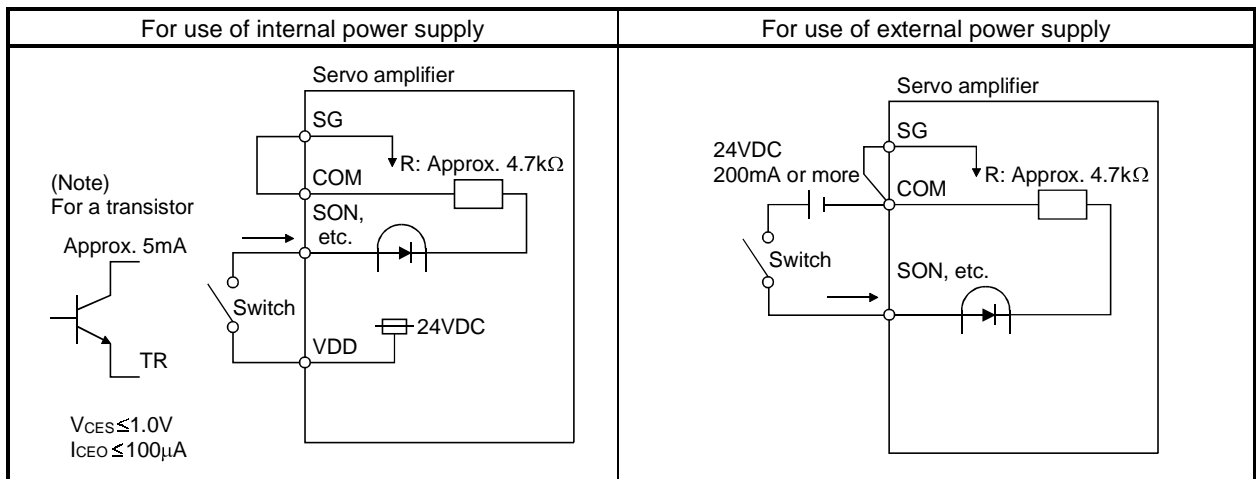 For use of internal power supply
For use of external power supply
Servo amplifier
SG
R: Approx. 4.7kΩ
COM
(Note)
For a transistor
SON,
etc.
Approx. 5mA
Switch
24VDC
VDD
TR
VCES≤1.0V
ICEO≤100μA
Servo amplifier
SG
24VDC
200mA or more
R: Approx. 4.7kΩ
COM
Switch
SON, etc.